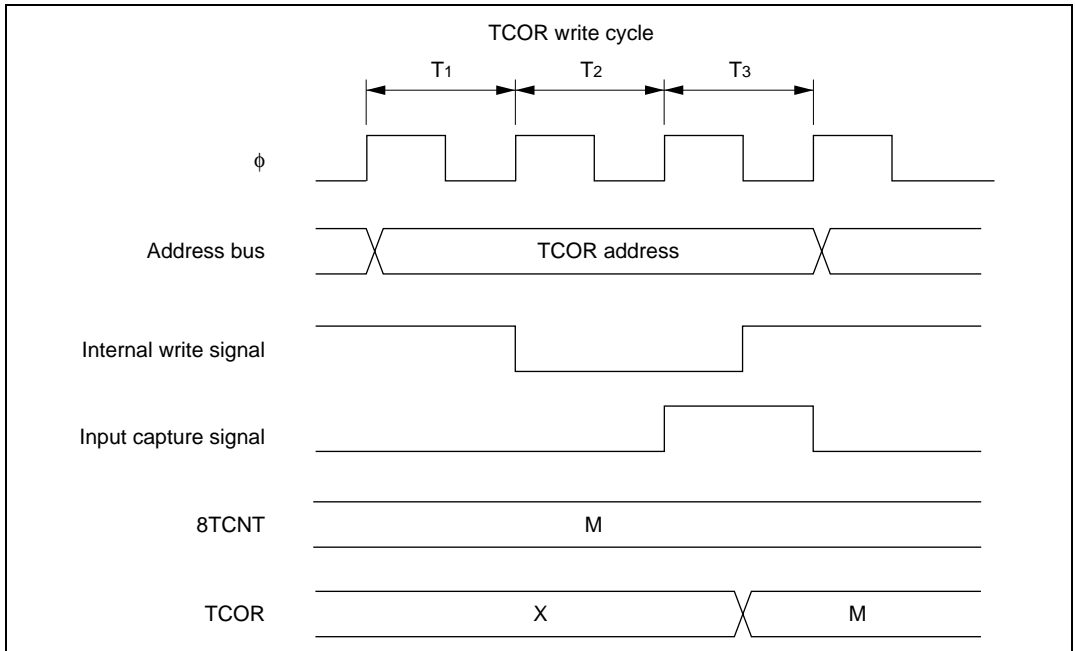 TCOR write cycle
T1 T2 T3
φ
Address bus TCOR address
Internal write signal
Input capture signal
8TCNT M
TCOR X M